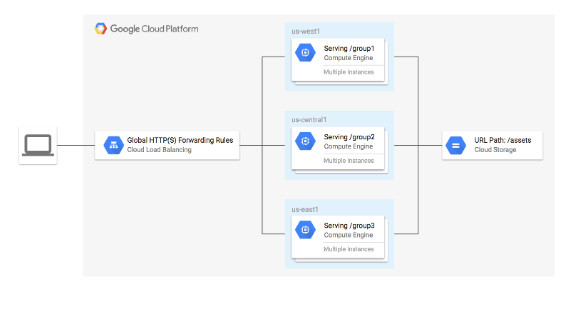 Google Cloud Platform
us-west1
Serving /group1
Compute Engine
Multiple Instances
us-central1
Global HTTP(S) Forwarding Rules
Cloud Load Balancing
Serving /group2
Compute Engine
Multiple Instances
URL Path: /assets
Cloud Storage
us-east1
Serving /group3
Compute Engine
Multiple Instances